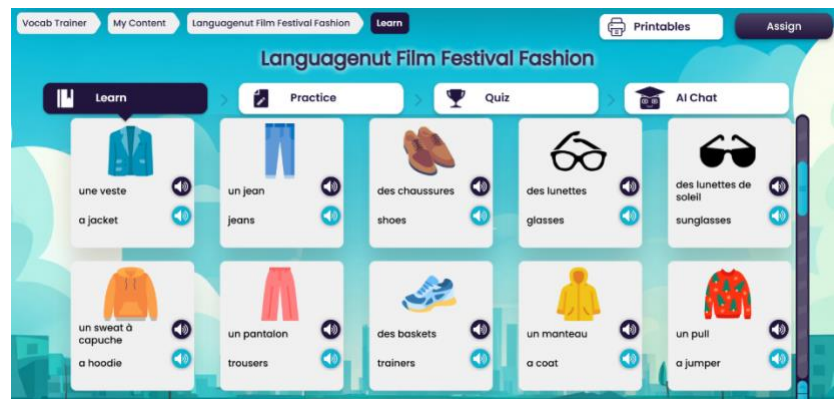 Vocab Trainer
My Content
Languagenut Film Festival Fashion
Learn
Printables
Assign
Languagenut Film Festival Fashion
Learn
Practice
Quiz
AI Chat
une veste
a jacket
un jean
jeans
des chaussures
shoes
des lunettes
glasses
des lunettes de
soleil
sunglasses
un sweat à
capuche
a hoodie
un pantalon
trousers
des baskets
trainers
un manteau
a coat
un pull
a jumper